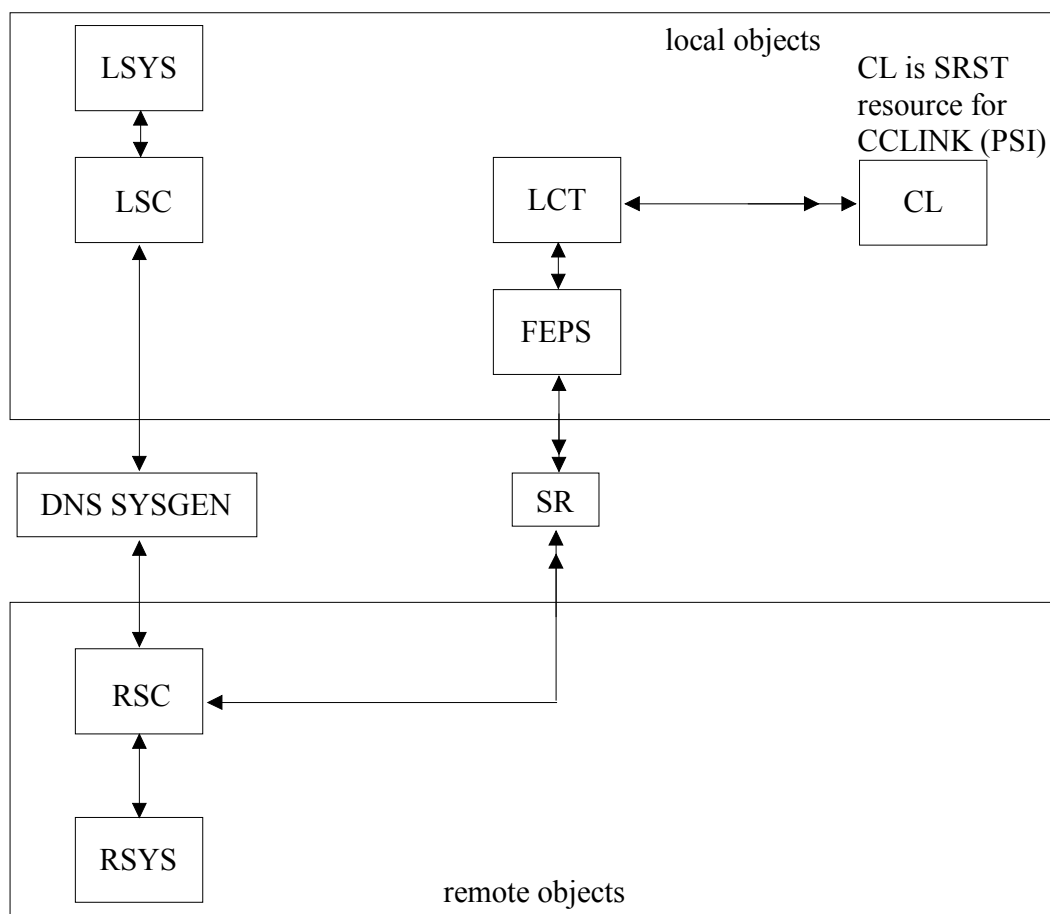 local objects
LSYS
CL is SRST
resource for
CCLINK (PSI)
LSC
LCT
CL
FEPS
DNS SYSGEN
SR
RSC
RSYS
remote objects